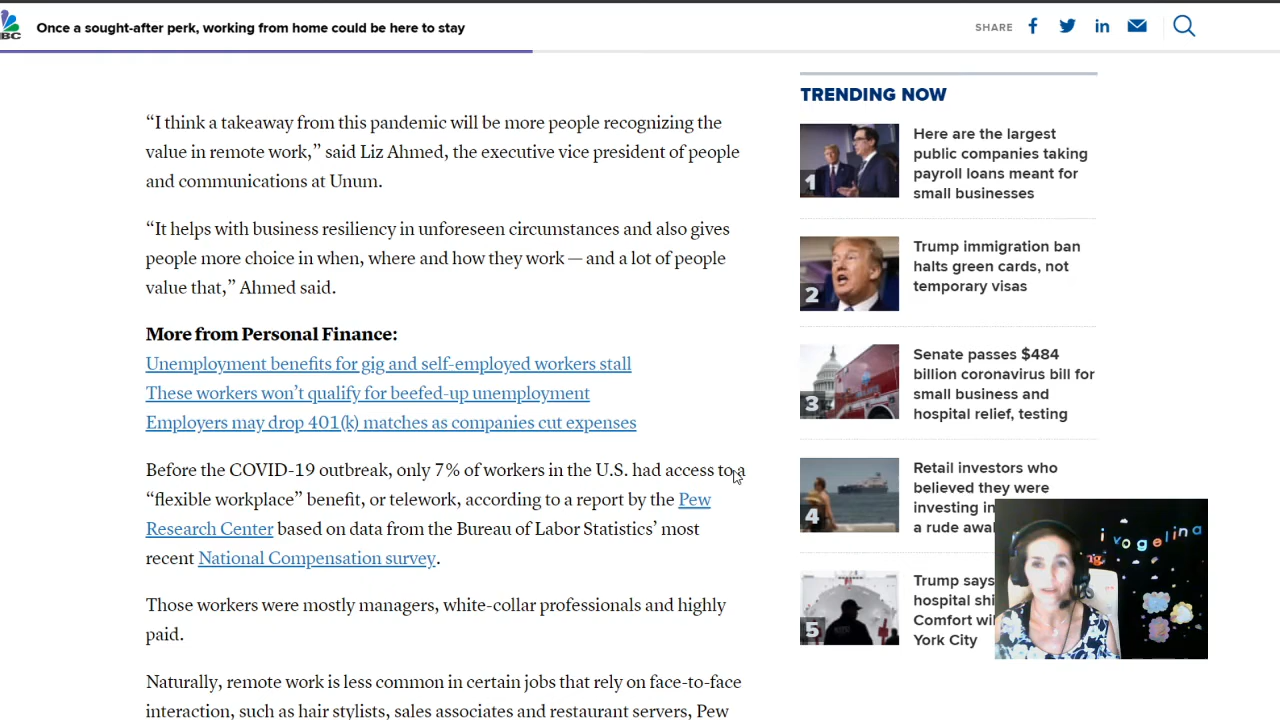 BC
Once a sought-after perk, working from home could be here to stay
SHARE
“I think a takeaway from this pandemic will be more people recognizing the
value in remote work,” said Liz Ahmed, the executive vice president of people
and communications at Unum.
“It helps with business resiliency in unforeseen circumstances and also gives
people more choice in when, where and how they work — and a lot of people
value that,” Ahmed said.
More from Personal Finance:
Unemployment benefits for gig and self-employed workers stall
These workers won’t qualify for beefed-up unemployment
Employers may drop 401(k) matches as companies cut expenses
Before the COVID-19 outbreak, only 7% of workers in the U.S. had access to a
“flexible workplace” benefit, or telework, according to a report by the Pew
Research Center based on data from the Bureau of Labor Statistics’ most
recent National Compensation survey.
Those workers were mostly managers, white-collar professionals and highly
paid.
Naturally, remote work is less common in certain jobs that rely on face-to-face
interaction, such as hair stylists, sales associates and restaurant servers, Pew
TRENDING NOW
1
Here are the largest
public companies taking
payroll loans meant for
small businesses
2
Trump immigration ban
halts green cards, not
temporary visas
3
Senate passes $484
billion coronavirus bill for
small business and
hospital relief, testing
4
Retail investors who
believed they were
investing in
a rude awa
5
Trump says
hospital shi
Comfort wi
York City
ivogelina
ng